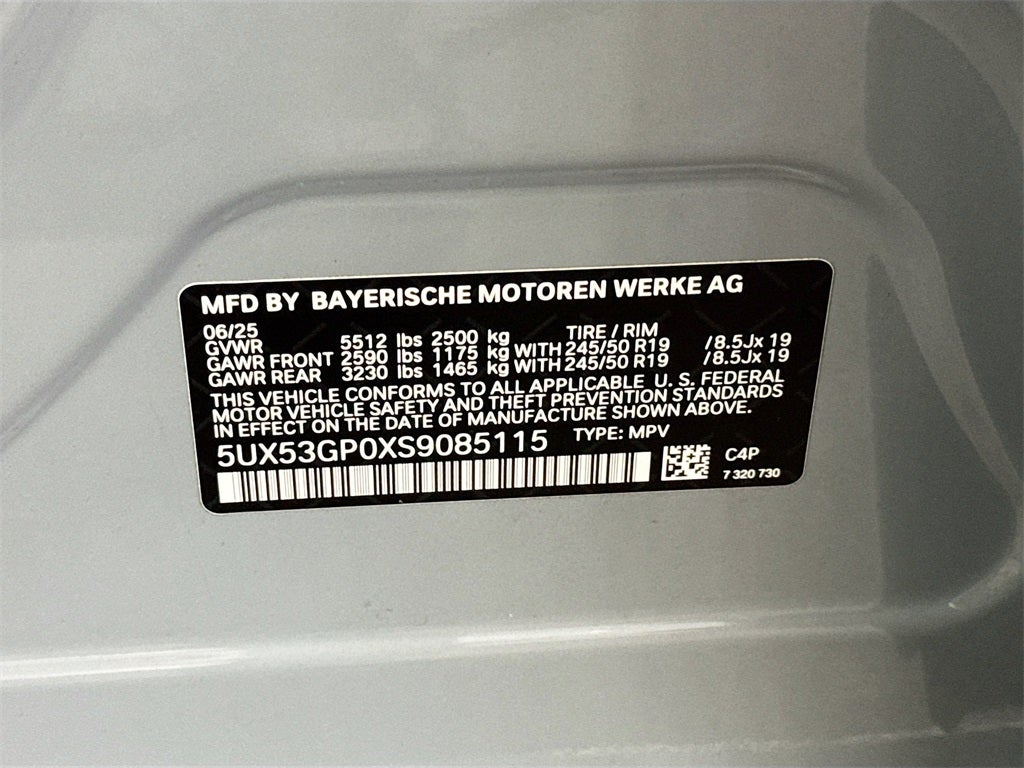 MFD BY BAYERISCHE MOTOREN WERKE AG
06/25 TIRE / RIM
GVWR 5512 lbs 2500 kg
GAWR FRONT 2590 lbs 1175 kg WITH 245/50 R19 /8.5Jx 19
GAWR REAR 3230 lbs 1465 kg WITH 245/50 R19 /8.5Jx 19
THIS VEHICLE CONFORMS TO ALL APPLICABLE U. S. FEDERAL
MOTOR VEHICLE SAFETY AND THEFT PREVENTION STANDARDS
IN EFFECT ON THE DATE OF MANUFACTURE SHOWN ABOVE.
5UX53GP0XS9085115 TYPE: MPV
C4P
7 320 730